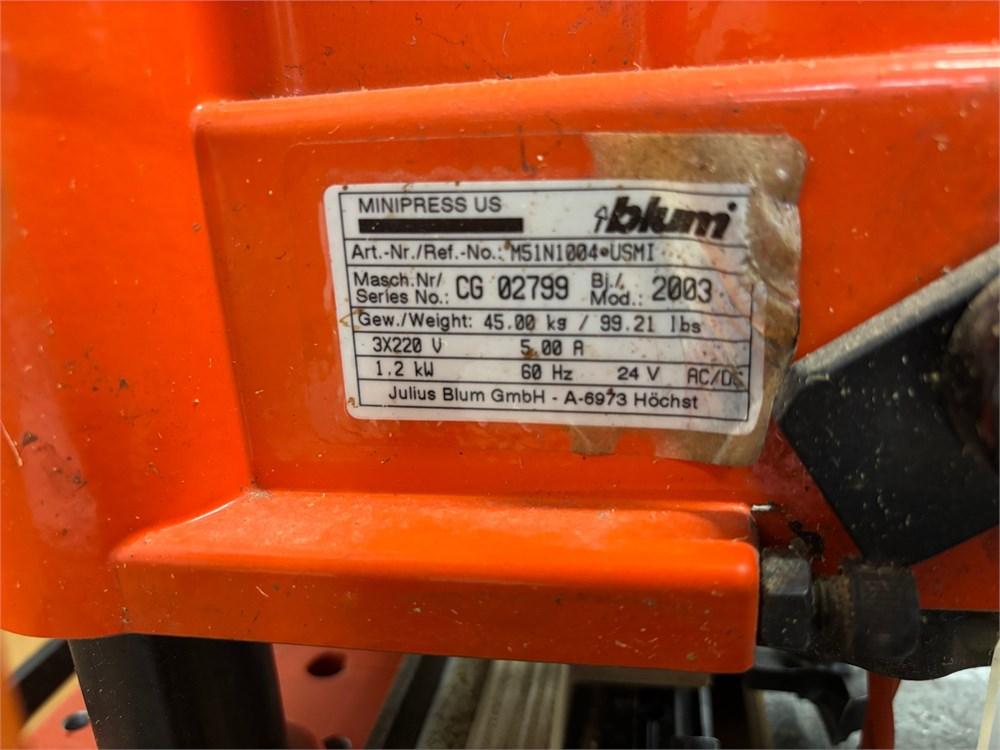 MINIPRESS US
blum
Art.-Nr./Ref.-No.: M51N1004•USMI
Masch.Nr/ Series No.: CG 02799 Bj./ Mod.: 2003
Gew./Weight: 45.00 kg / 99.21 lbs
3X220 V 5.00 A
1.2 kW 60 Hz 24 V AC/DC
Julius Blum GmbH - A-6973 Höchst